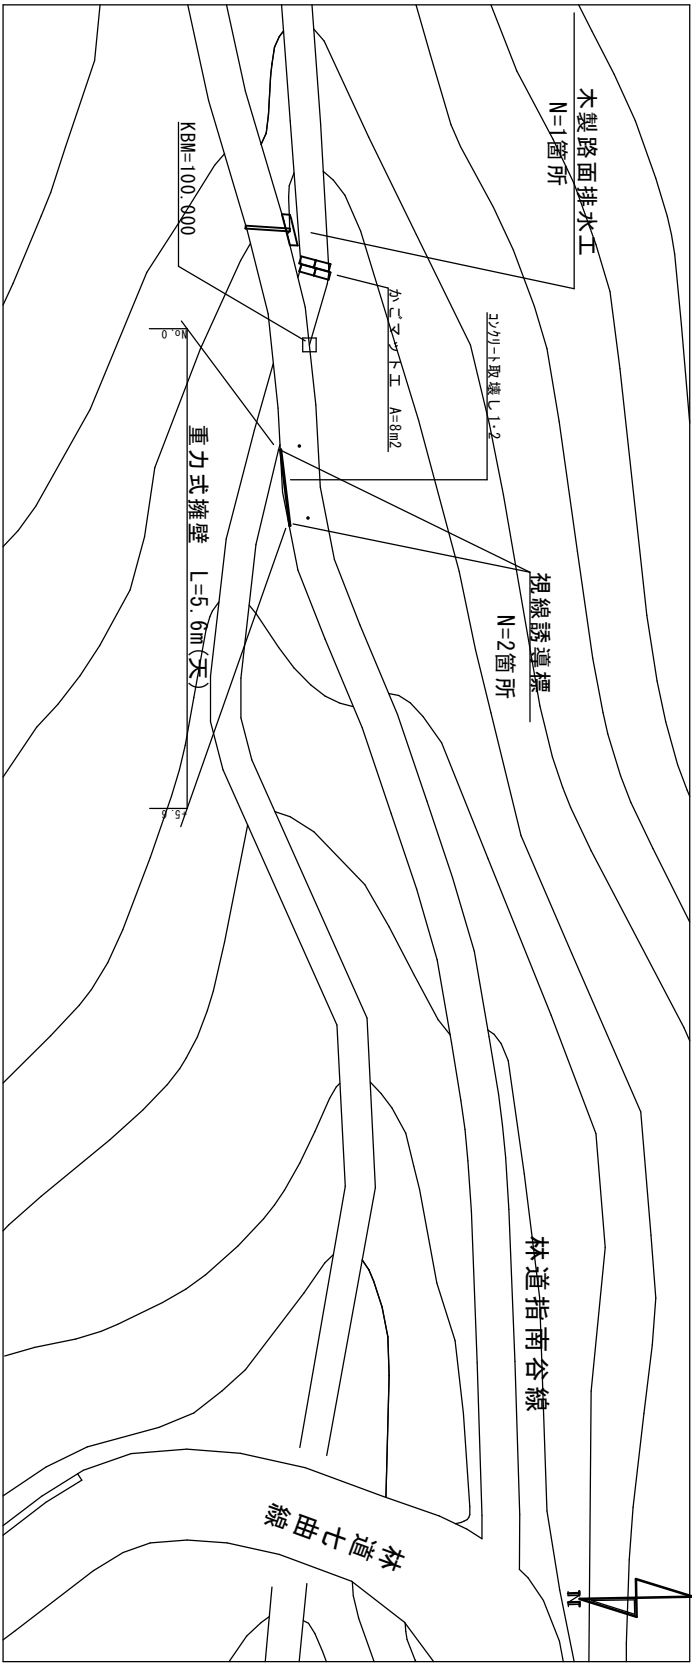 木製路面排水工
N=1箇所
KBM=100.000
かごマット工 A=8m2
コンクリート取壊し1・2
No.0
重力式擁壁 L=5.6m(天)
視線誘導標
N=2箇所
+5.6
林道指南谷線
林道七曲線
N